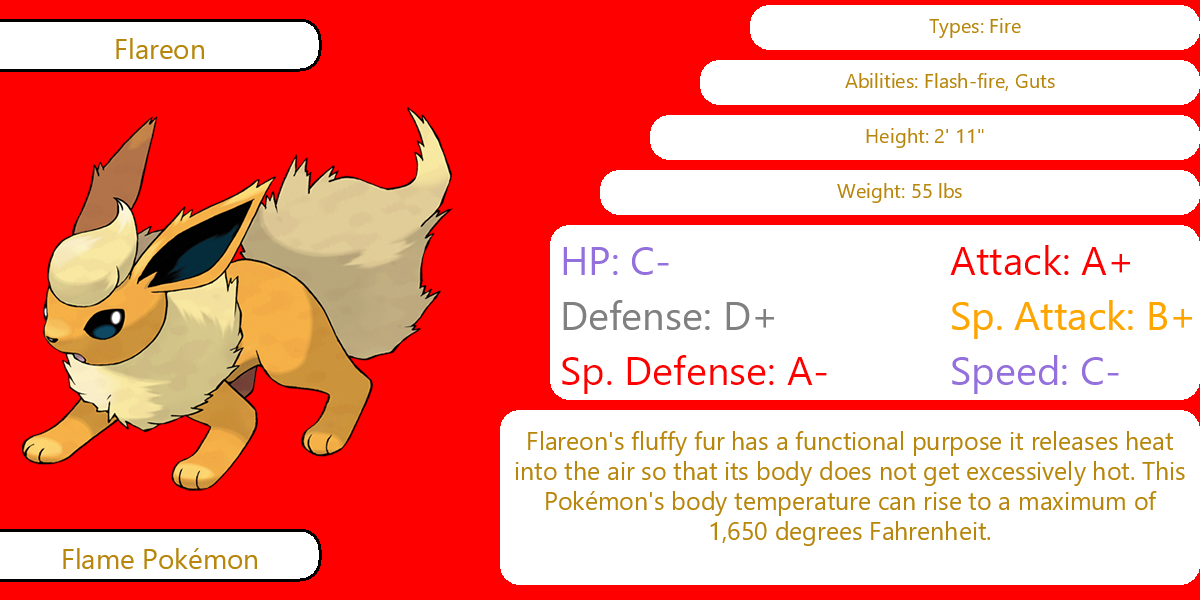 Flareon
Types: Fire
Abilities: Flash-fire, Guts
Height: 2' 11"
Weight: 55 lbs
HP: C-
Attack: A+
Defense: D+
Sp. Attack: B+
Sp. Defense: A-
Speed: C-
Flareon's fluffy fur has a functional purpose it releases heat
into the air so that its body does not get excessively hot. This
Pokémon's body temperature can rise to a maximum of
1,650 degrees Fahrenheit.
Flame Pokémon